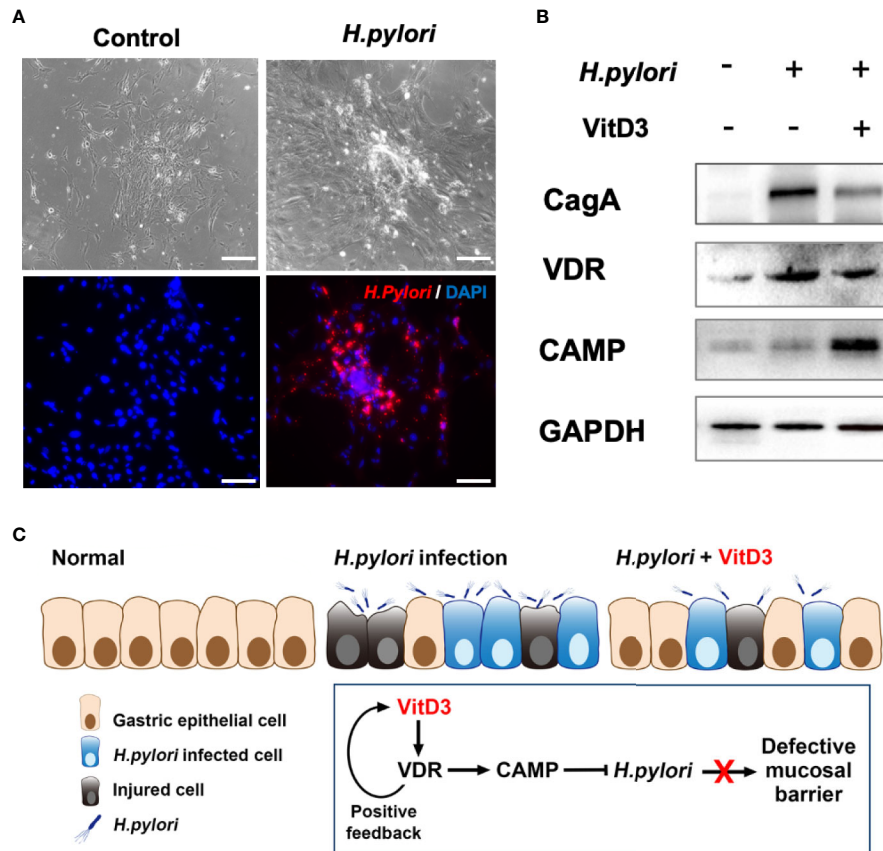 A
Control
H.pylori
H.Pylori / DAPI
B
H.pylori - + +
VitD3 - - +
CagA
VDR
CAMP
GAPDH
C
Normal
H.pylori infection
H.pylori + VitD3
Gastric epithelial cell
H.pylori infected cell
Injured cell
H.pylori
VitD3
VDR
CAMP
H.pylori
X
Defective
mucosal
barrier
Positive
feedback